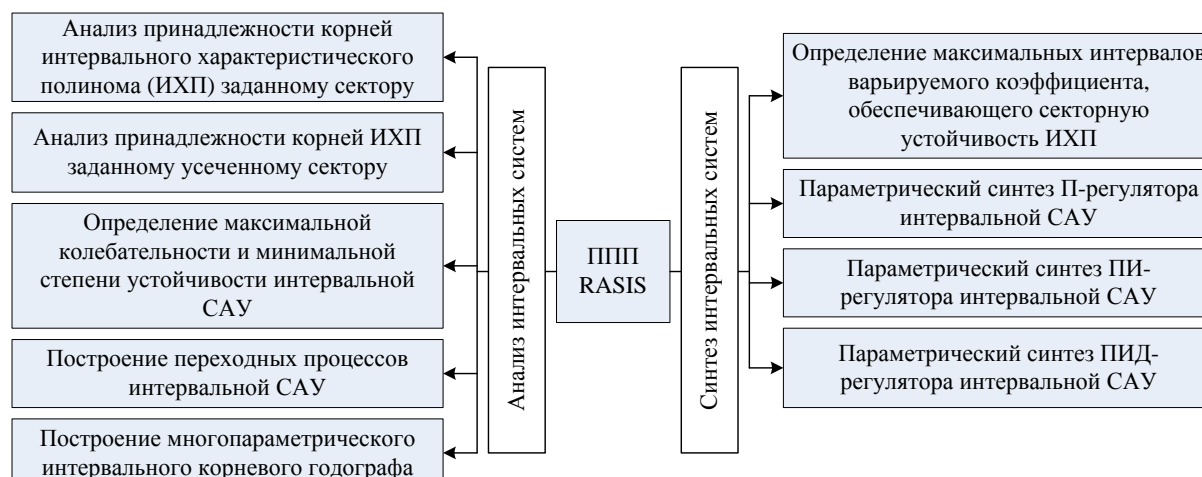 Анализ принадлежности корней
интервального характеристического
полинома (ИХП) заданному сектору
Анализ принадлежности корней ИХП
заданному усеченному сектору
Определение максимальной
колебательности и минимальной
степени устойчивости интервальной
САУ
Построение переходных процессов
интервальной САУ
Построение многопараметрического
интервального корневого годографа
Анализ интервальных систем
ППП
RASIS
Синтез интервальных систем
Определение максимальных интервалов
варьируемого коэффициента,
обеспечивающего секторную
устойчивость ИХП
Параметрический синтез П-регулятора
интервальной САУ
Параметрический синтез ПИ-
регулятора интервальной САУ
Параметрический синтез ПИД-
регулятора интервальной САУ